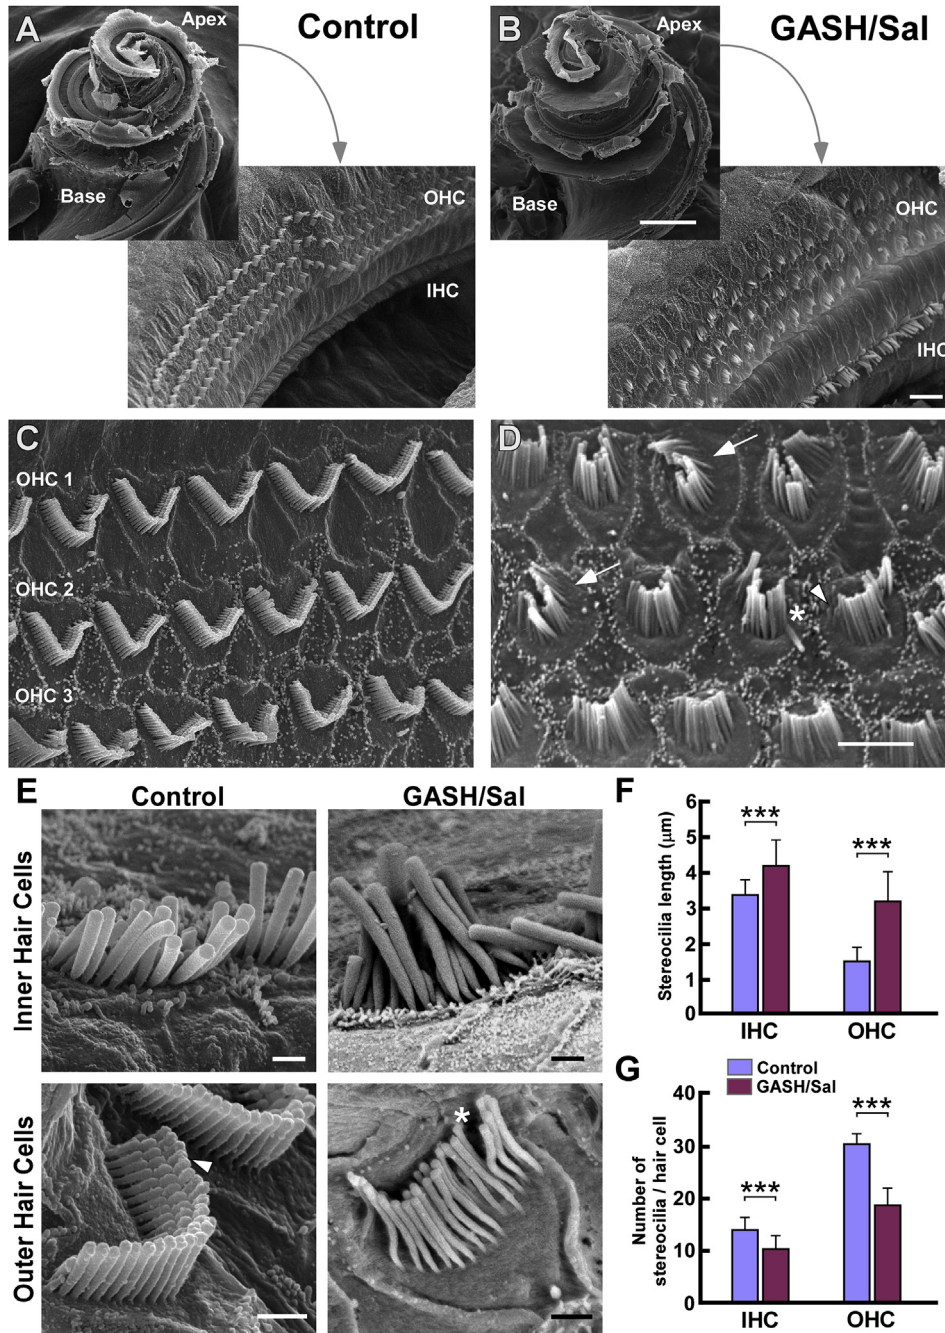 A
Apex
Control
Base
OHC
IHC
B
Apex
GASH/Sal
Base
OHC
IHC
C
OHC 1
OHC 2
OHC 3
D
*
E
Control
GASH/Sal
Inner Hair Cells
Outer Hair Cells
*
F
Stereocilia length (µm)
6
5
4
3
2
1
0
***
***
IHC
OHC
G
Control
GASH/Sal
Number of
stereocilia / hair cell
40
30
20
10
0
***
***
IHC
OHC